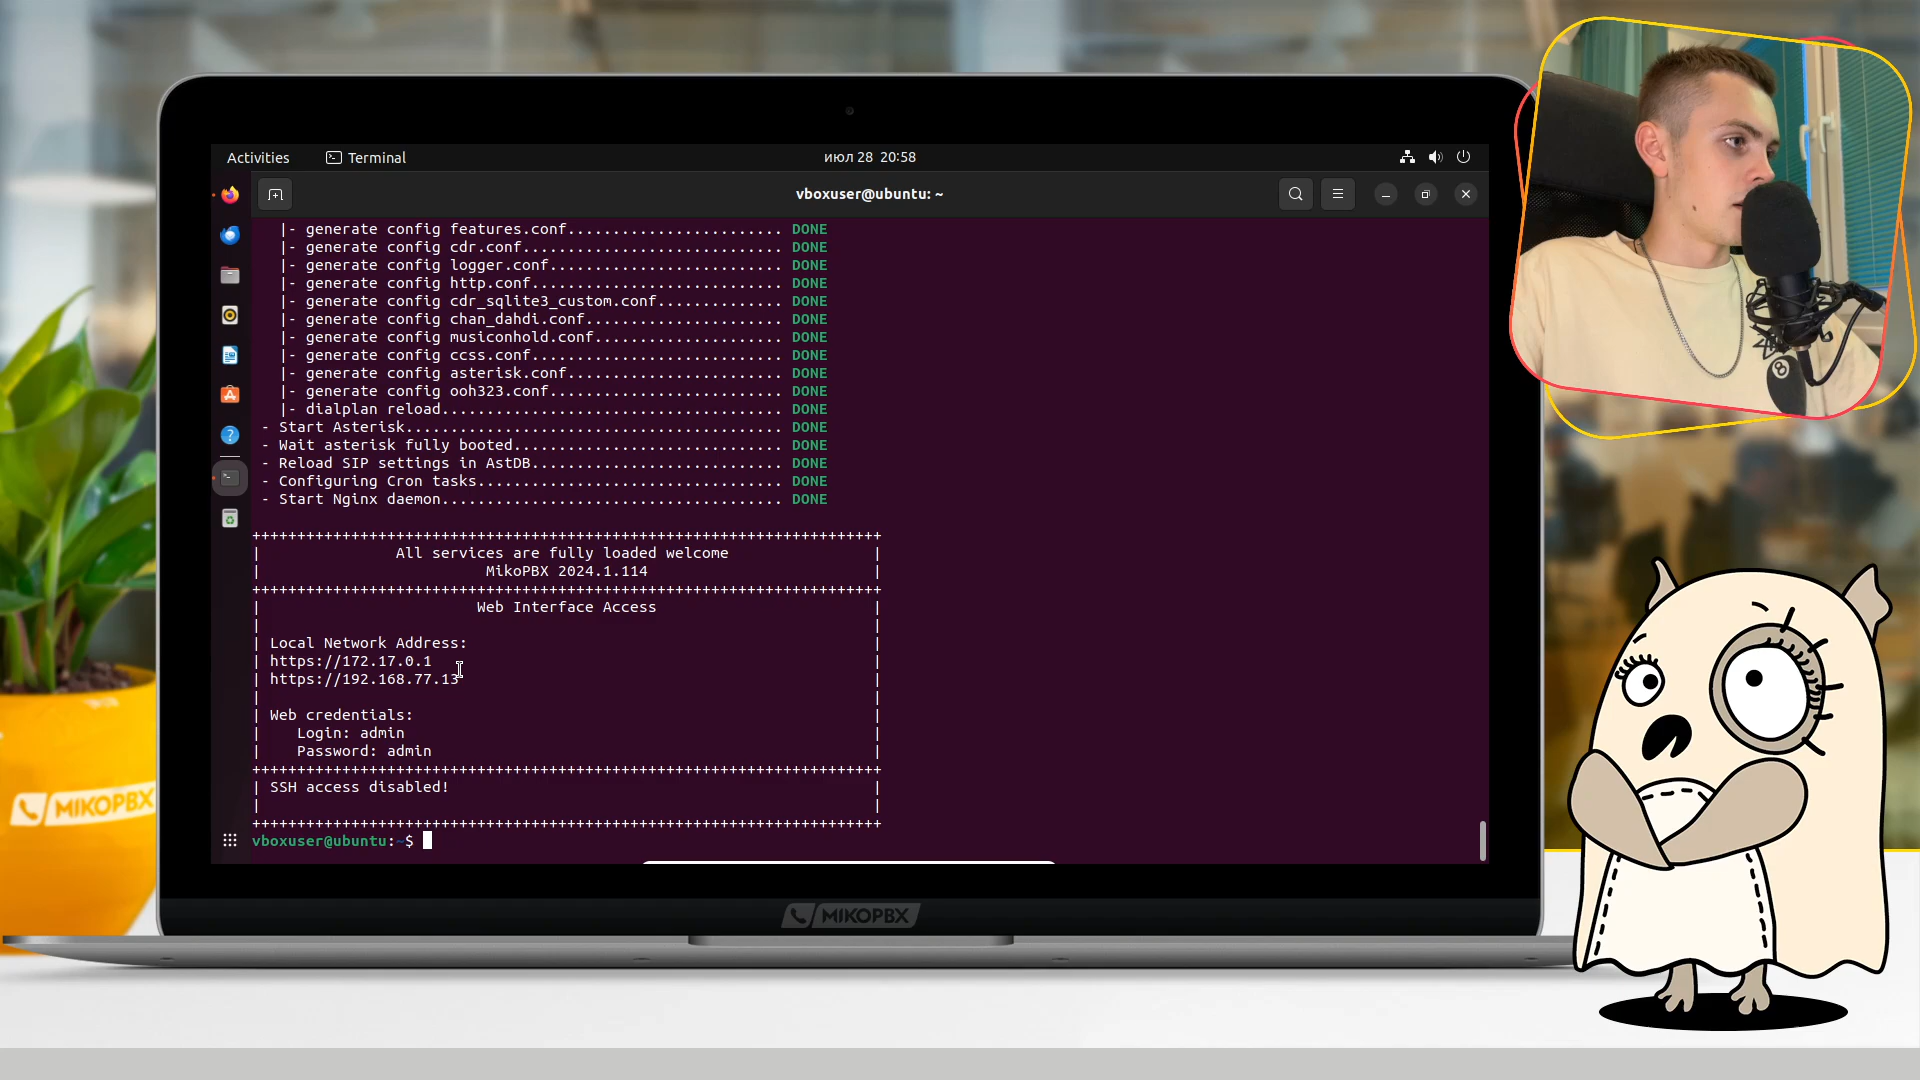 Activities Terminal июл 28 20:58
vboxuser@ubuntu: ~
|- generate config features.conf........................ DONE
|- generate config cdr.conf............................. DONE
|- generate config logger.conf.......................... DONE
|- generate config http.conf............................ DONE
|- generate config cdr_sqlite3_custom.conf.............. DONE
|- generate config chan_dahdi.conf...................... DONE
|- generate config musiconhold.conf..................... DONE
|- generate config ccss.conf............................ DONE
|- generate config asterisk.conf........................ DONE
|- generate config ooh323.conf.......................... DONE
|- dialplan reload...................................... DONE
- Start Asterisk.......................................... DONE
- Wait asterisk fully booted.............................. DONE
- Reload SIP settings in AstDB............................ DONE
- Configuring Cron tasks.................................. DONE
- Start Nginx daemon...................................... DONE
++++++++++++++++++++++++++++++++++++++++++++++++++++++++++++++++++++++
| All services are fully loaded welcome |
| MikoPBX 2024.1.114 |
++++++++++++++++++++++++++++++++++++++++++++++++++++++++++++++++++++++
| Web Interface Access |
| |
| Local Network Address: |
| https://172.17.0.1 |
| https://192.168.77.13 |
| |
| Web credentials: |
| Login: admin |
| Password: admin |
++++++++++++++++++++++++++++++++++++++++++++++++++++++++++++++++++++++
| SSH access disabled! |
| |
++++++++++++++++++++++++++++++++++++++++++++++++++++++++++++++++++++++
vboxuser@ubuntu:~$
MIKOPBX
MIKOPBX
8